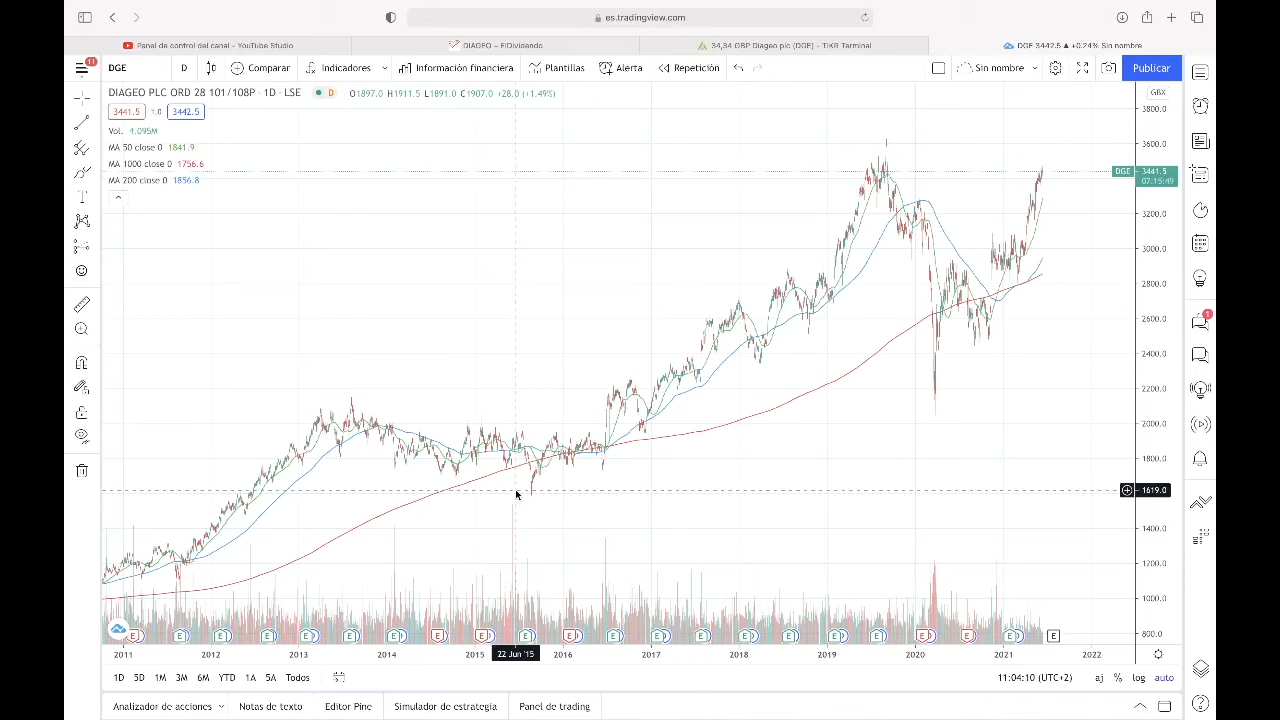 es.tradingview.com
Panel de control del canal - YouTube Studio
DIAGEO – ElDividendo
34,34 GBP Diageo plc (DGE) – TIKR Terminal
DGE 3442.5 ▲ +0.24% Sin nombre
11
DGE
D
Comparar
Indicadores
Información financiera
Plantillas
Alerta
Repetición
Sin nombre
Publicar
DIAGEO PLC ORD 28 101/108P · 1D · LSE
D
O1897.0 H1911.5 L1891.0 C1907.0 +28.0 (+1.49%)
GBX
3441.5
1.0
3442.5
Vol. 4.095M
MA 50 close 0 1841.9
MA 1000 close 0 1756.6
MA 200 close 0 1856.8
3800.0
3600.0
DGE 3441.5
07:15:49
3200.0
3000.0
2800.0
2600.0
2400.0
2200.0
2000.0
1800.0
1619.0
1400.0
1200.0
1000.0
800.0
1
E E E E E E E E E E E E E E E E E E E E E E
2011
2012
2013
2014
2015
22 Jun '15
2016
2017
2018
2019
2020
2021
2022
1D 5D 1M 3M 6M YTD 1A 5A Todos
11:04:10 (UTC+2)
aj % log auto
Analizador de acciones
Notas de texto
Editor Pine
Simulador de estrategia
Panel de trading